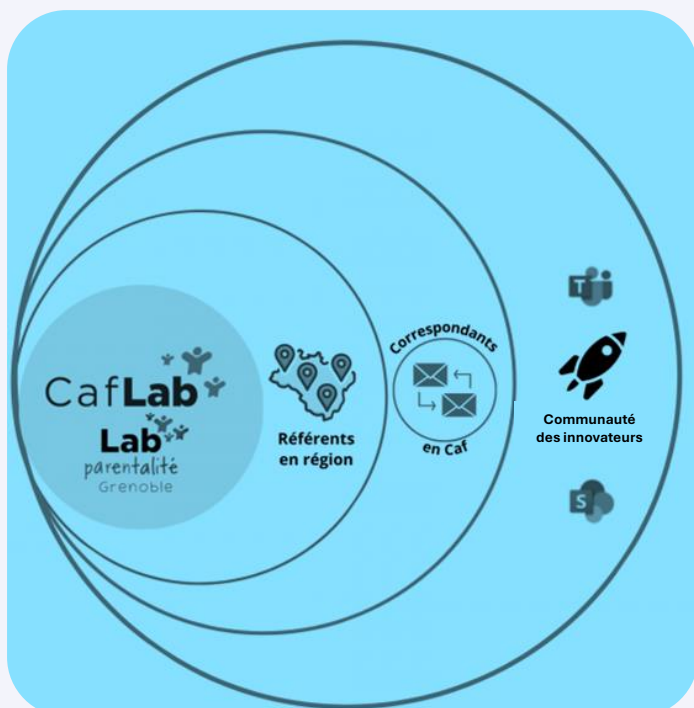 CafLab
Lab
parentalité
Grenoble
Référents
en région
Correspondants
en Caf
T
Communauté
des innovateurs
S